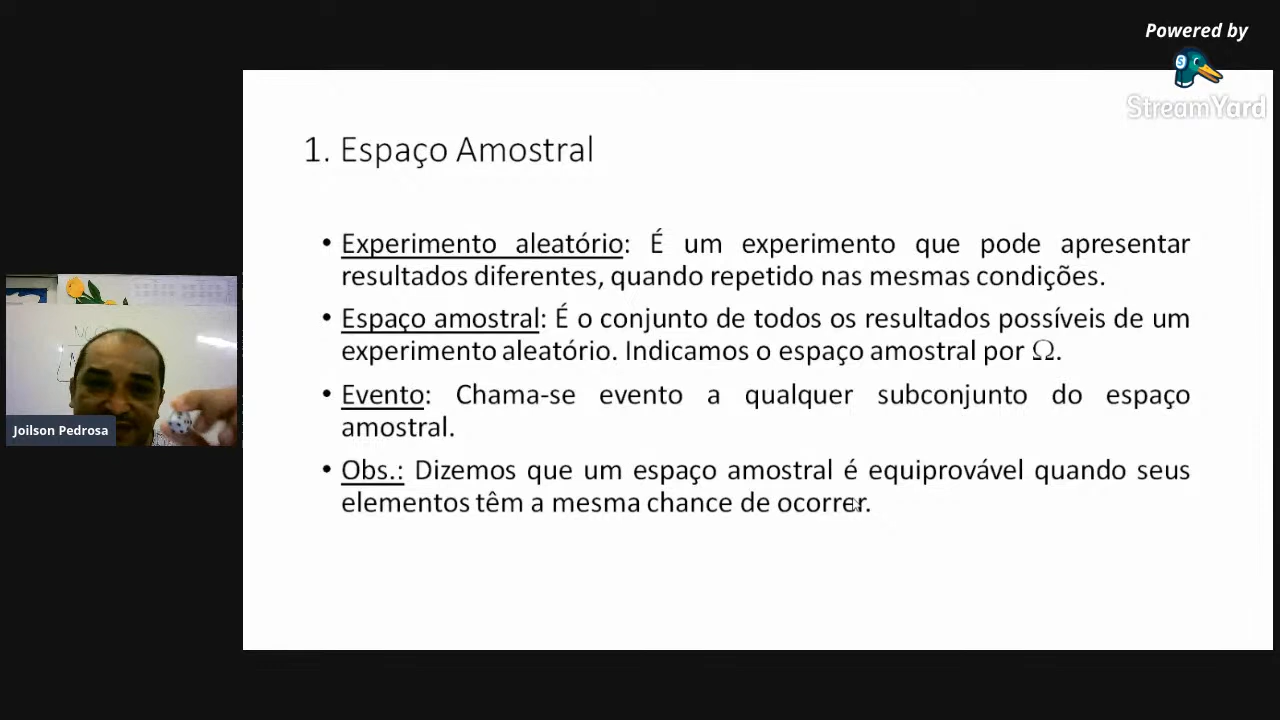 Powered by
StreamYard
1. Espaço Amostral
• Experimento aleatório: É um experimento que pode apresentar
resultados diferentes, quando repetido nas mesmas condições.
• Espaço amostral: É o conjunto de todos os resultados possíveis de um
experimento aleatório. Indicamos o espaço amostral por Ω.
• Evento: Chama-se evento a qualquer subconjunto do espaço
amostral.
• Obs.: Dizemos que um espaço amostral é equiprovável quando seus
elementos têm a mesma chance de ocorrer.
Joilson Pedrosa